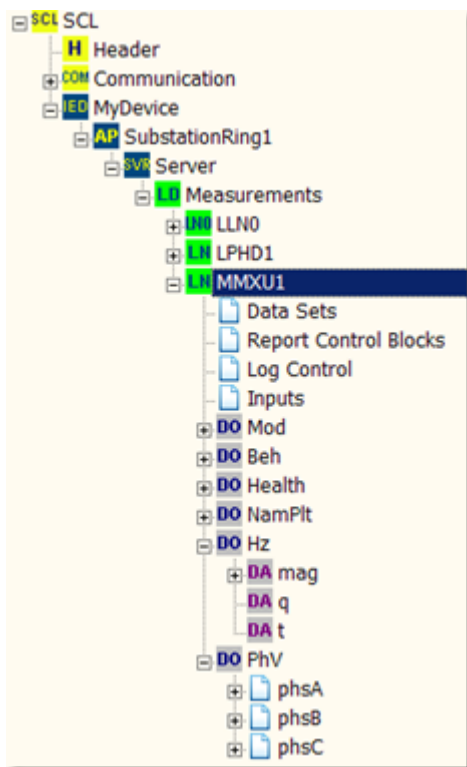 SCL SCL
H Header
COM Communication
IED MyDevice
AP SubstationRing1
SVR Server
LD Measurements
LN0 LLN0
LN LPHD1
LN MMXU1
Data Sets
Report Control Blocks
Log Control
Inputs
DO Mod
DO Beh
DO Health
DO NamPlt
DO Hz
DA mag
DA q
DA t
DO PhV
phsA
phsB
phsC